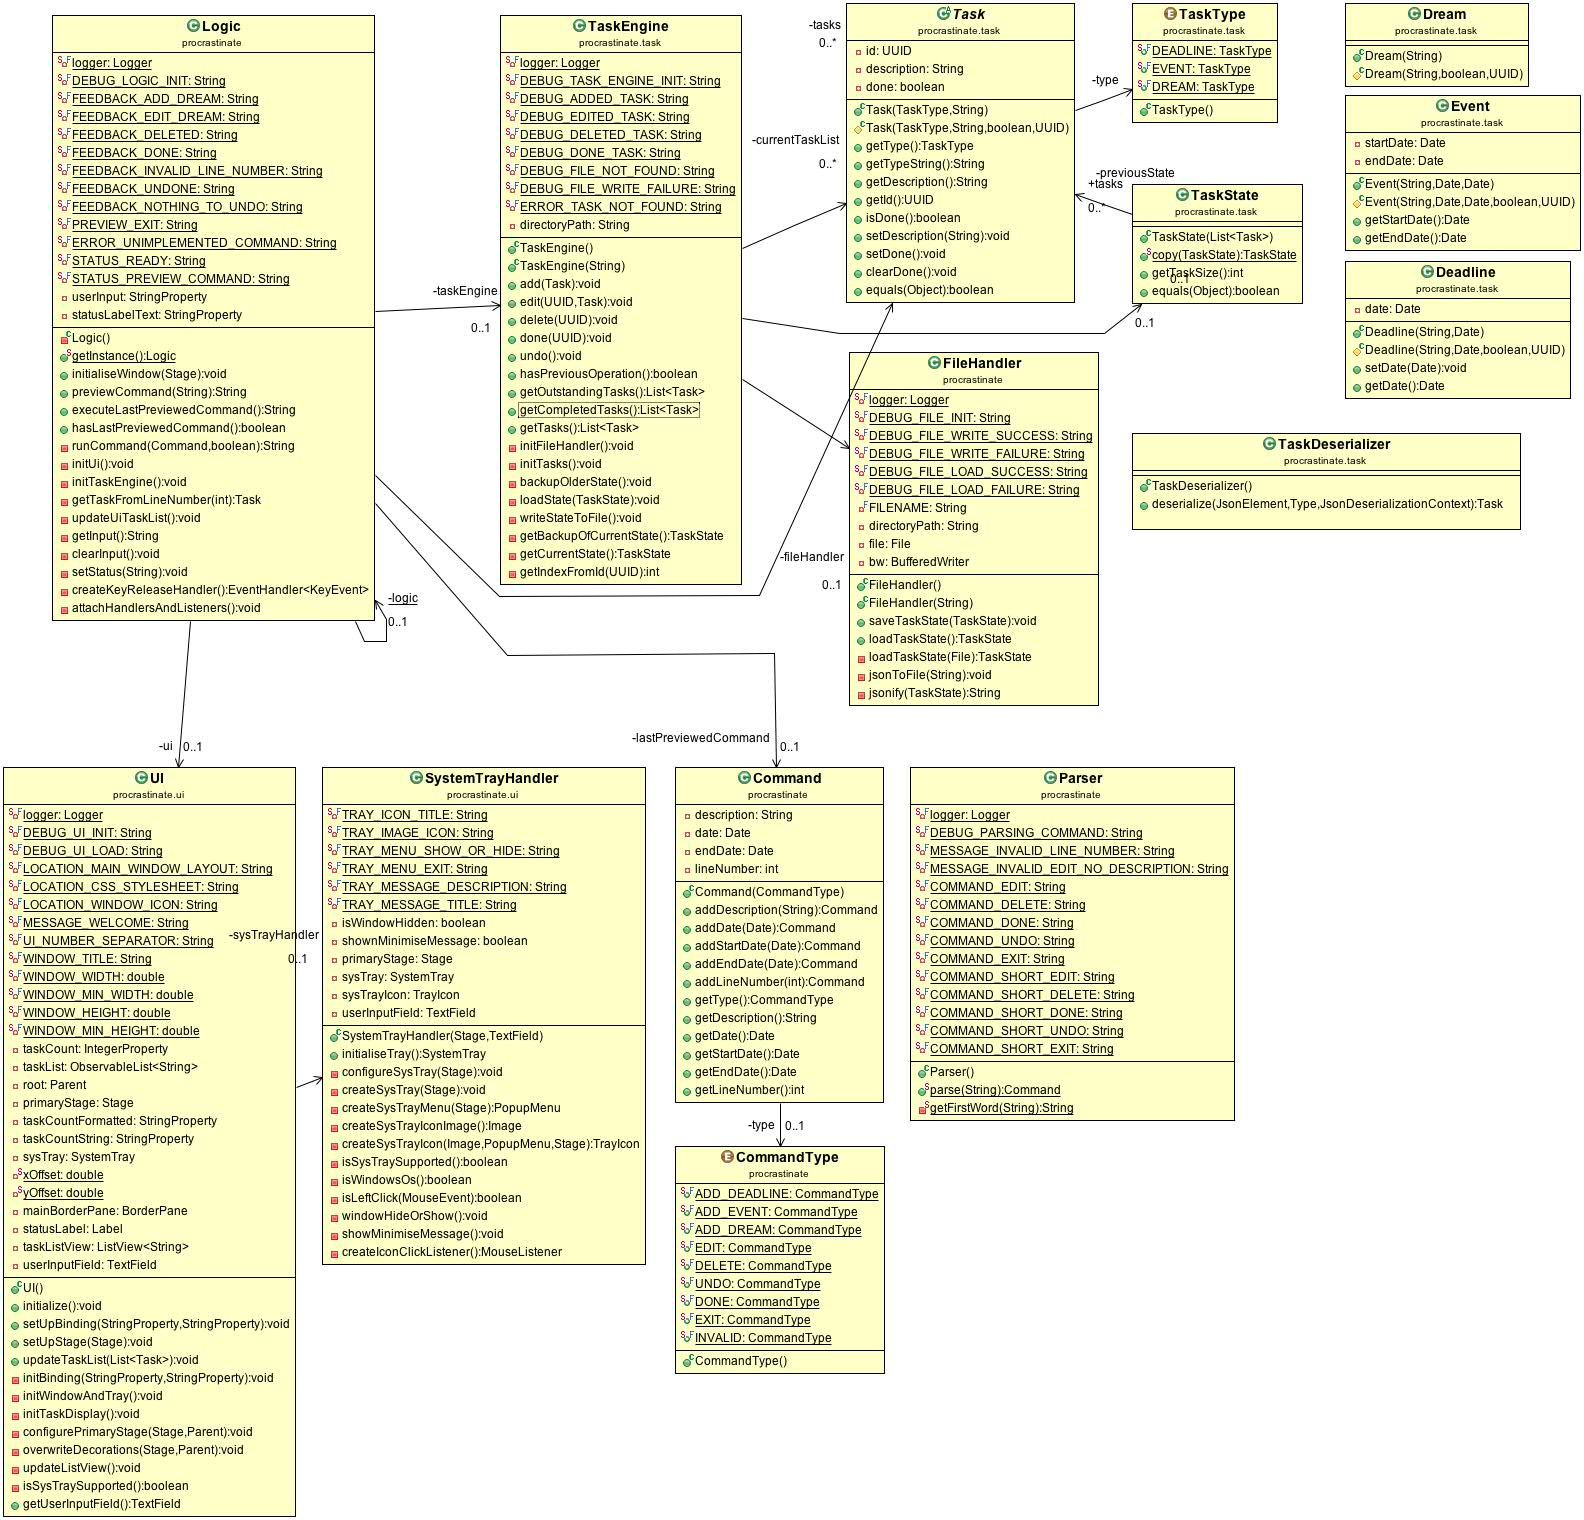 Logic
procrastinate
logger: Logger
DEBUG_LOGIC_INIT: String
FEEDBACK_ADD_DREAM: String
FEEDBACK_EDIT_DREAM: String
FEEDBACK_DELETED: String
FEEDBACK_DONE: String
FEEDBACK_INVALID_LINE_NUMBER: String
FEEDBACK_UNDONE: String
FEEDBACK_NOTHING_TO_UNDO: String
PREVIEW_EXIT: String
ERROR_UNIMPLEMENTED_COMMAND: String
STATUS_READY: String
STATUS_PREVIEW_COMMAND: String
userInput: StringProperty
statusLabelText: StringProperty
Logic()
getInstance():Logic
initialiseWindow(Stage):void
previewCommand(String):String
executeLastPreviewedCommand():String
hasLastPreviewedCommand():boolean
runCommand(Command,boolean):String
initUi():void
initTaskEngine():void
getTaskFromLineNumber(int):Task
updateUiTaskList():void
getInput():String
clearInput():void
setStatus(String):void
createKeyReleaseHandler():EventHandler<KeyEvent>
attachHandlersAndListeners():void
-logic
0..1
-taskEngine
0..1
TaskEngine
procrastinate.task
logger: Logger
DEBUG_TASK_ENGINE_INIT: String
DEBUG_ADDED_TASK: String
DEBUG_EDITED_TASK: String
DEBUG_DELETED_TASK: String
DEBUG_DONE_TASK: String
DEBUG_FILE_NOT_FOUND: String
DEBUG_FILE_WRITE_FAILURE: String
ERROR_TASK_NOT_FOUND: String
directoryPath: String
TaskEngine()
TaskEngine(String)
add(Task):void
edit(UUID,Task):void
delete(UUID):void
done(UUID):void
undo():void
hasPreviousOperation():boolean
getOutstandingTasks():List<Task>
getCompletedTasks():List<Task>
getTasks():List<Task>
initFileHandler():void
initTasks():void
backupOlderState():void
loadState(TaskState):void
writeStateToFile():void
getBackupOfCurrentState():TaskState
getCurrentState():TaskState
getIndexFromId(UUID):int
-tasks
0..*
-currentTaskList
0..*
Task
procrastinate.task
id: UUID
description: String
done: boolean
Task(TaskType,String)
Task(TaskType,String,boolean,UUID)
getType():TaskType
getTypeString():String
getDescription():String
getId():UUID
isDone():boolean
setDescription(String):void
setDone():void
clearDone():void
equals(Object):boolean
-type
TaskType
procrastinate.task
DEADLINE: TaskType
EVENT: TaskType
DREAM: TaskType
TaskType()
-previousState
+tasks
0..*
TaskState
procrastinate.task
TaskState(List<Task>)
copy(TaskState):TaskState
getTaskSize():int
0..1
equals(Object):boolean
0..1
Dream
procrastinate.task
Dream(String)
Dream(String,boolean,UUID)
Event
procrastinate.task
startDate: Date
endDate: Date
Event(String,Date,Date)
Event(String,Date,Date,boolean,UUID)
getStartDate():Date
getEndDate():Date
Deadline
procrastinate.task
date: Date
Deadline(String,Date)
Deadline(String,Date,boolean,UUID)
setDate(Date):void
getDate():Date
FileHandler
procrastinate
logger: Logger
DEBUG_FILE_INIT: String
DEBUG_FILE_WRITE_SUCCESS: String
DEBUG_FILE_WRITE_FAILURE: String
DEBUG_FILE_LOAD_SUCCESS: String
DEBUG_FILE_LOAD_FAILURE: String
FILENAME: String
directoryPath: String
file: File
bw: BufferedWriter
FileHandler()
FileHandler(String)
saveTaskState(TaskState):void
loadTaskState():TaskState
loadTaskState(File):TaskState
jsonToFile(String):void
jsonify(TaskState):String
-fileHandler
0..1
TaskDeserializer
procrastinate.task
TaskDeserializer()
deserialize(JsonElement,Type,JsonDeserializationContext):Task
-ui
0..1
-lastPreviewedCommand
0..1
UI
procrastinate.ui
logger: Logger
DEBUG_UI_INIT: String
DEBUG_UI_LOAD: String
LOCATION_MAIN_WINDOW_LAYOUT: String
LOCATION_CSS_STYLESHEET: String
LOCATION_WINDOW_ICON: String
MESSAGE_WELCOME: String
UI_NUMBER_SEPARATOR: String
WINDOW_TITLE: String
WINDOW_WIDTH: double
WINDOW_MIN_WIDTH: double
WINDOW_HEIGHT: double
WINDOW_MIN_HEIGHT: double
taskCount: IntegerProperty
taskList: ObservableList<String>
root: Parent
primaryStage: Stage
taskCountFormatted: StringProperty
taskCountString: StringProperty
sysTray: SystemTray
xOffset: double
yOffset: double
mainBorderPane: BorderPane
statusLabel: Label
taskListView: ListView<String>
userInputField: TextField
UI()
initialize():void
setUpBinding(StringProperty,StringProperty):void
setUpStage(Stage):void
updateTaskList(List<Task>):void
initBinding(StringProperty,StringProperty):void
initWindowAndTray():void
initTaskDisplay():void
configurePrimaryStage(Stage,Parent):void
overwriteDecorations(Stage,Parent):void
updateListView():void
isSysTraySupported():boolean
getUserInputField():TextField
-sysTrayHandler
0..1
SystemTrayHandler
procrastinate.ui
TRAY_ICON_TITLE: String
TRAY_IMAGE_ICON: String
TRAY_MENU_SHOW_OR_HIDE: String
TRAY_MENU_EXIT: String
TRAY_MESSAGE_DESCRIPTION: String
TRAY_MESSAGE_TITLE: String
isWindowHidden: boolean
shownMinimiseMessage: boolean
primaryStage: Stage
sysTray: SystemTray
sysTrayIcon: TrayIcon
userInputField: TextField
SystemTrayHandler(Stage,TextField)
initialiseTray():SystemTray
configureSysTray(Stage):void
createSysTray(Stage):void
createSysTrayMenu(Stage):PopupMenu
createSysTrayIconImage():Image
createSysTrayIcon(Image,PopupMenu,Stage):TrayIcon
isSysTraySupported():boolean
isWindowsOs():boolean
isLeftClick(MouseEvent):boolean
windowHideOrShow():void
showMinimiseMessage():void
createIconClickListener():MouseListener
Command
procrastinate
description: String
date: Date
endDate: Date
lineNumber: int
Command(CommandType)
addDescription(String):Command
addDate(Date):Command
addStartDate(Date):Command
addEndDate(Date):Command
addLineNumber(int):Command
getType():CommandType
getDescription():String
getDate():Date
getStartDate():Date
getEndDate():Date
getLineNumber():int
-type
0..1
CommandType
procrastinate
ADD_DEADLINE: CommandType
ADD_EVENT: CommandType
ADD_DREAM: CommandType
EDIT: CommandType
DELETE: CommandType
UNDO: CommandType
DONE: CommandType
EXIT: CommandType
INVALID: CommandType
CommandType()
Parser
procrastinate
logger: Logger
DEBUG_PARSING_COMMAND: String
MESSAGE_INVALID_LINE_NUMBER: String
MESSAGE_INVALID_EDIT_NO_DESCRIPTION: String
COMMAND_EDIT: String
COMMAND_DELETE: String
COMMAND_DONE: String
COMMAND_UNDO: String
COMMAND_EXIT: String
COMMAND_SHORT_EDIT: String
COMMAND_SHORT_DELETE: String
COMMAND_SHORT_DONE: String
COMMAND_SHORT_UNDO: String
COMMAND_SHORT_EXIT: String
Parser()
parse(String):Command
getFirstWord(String):String